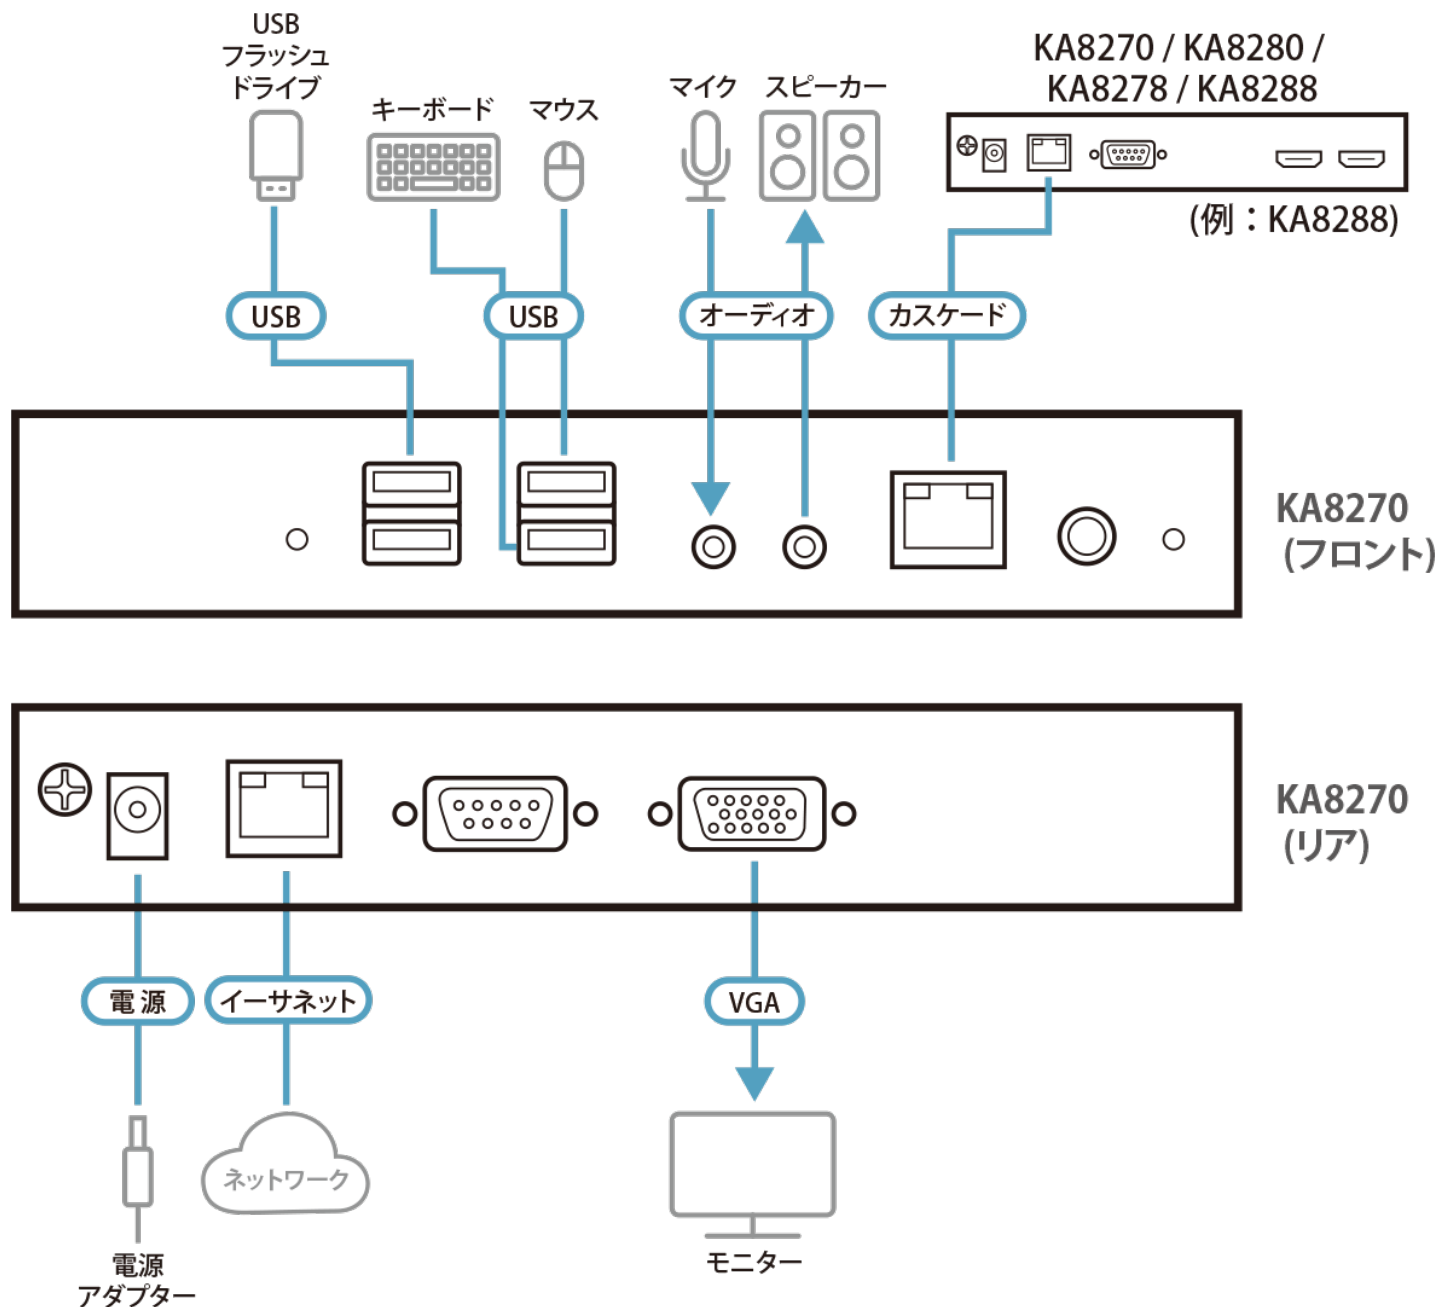 USB
フラッシュ
ドライブ
キーボード
マウス
マイク
スピーカー
KA8270 / KA8280 /
KA8278 / KA8288
(例：KA8288)
USB
USB
オーディオ
カスケード
KA8270
(フロント)
KA8270
(リア)
電源
イーサネット
VGA
ネットワーク
電源
アダプター
モニター